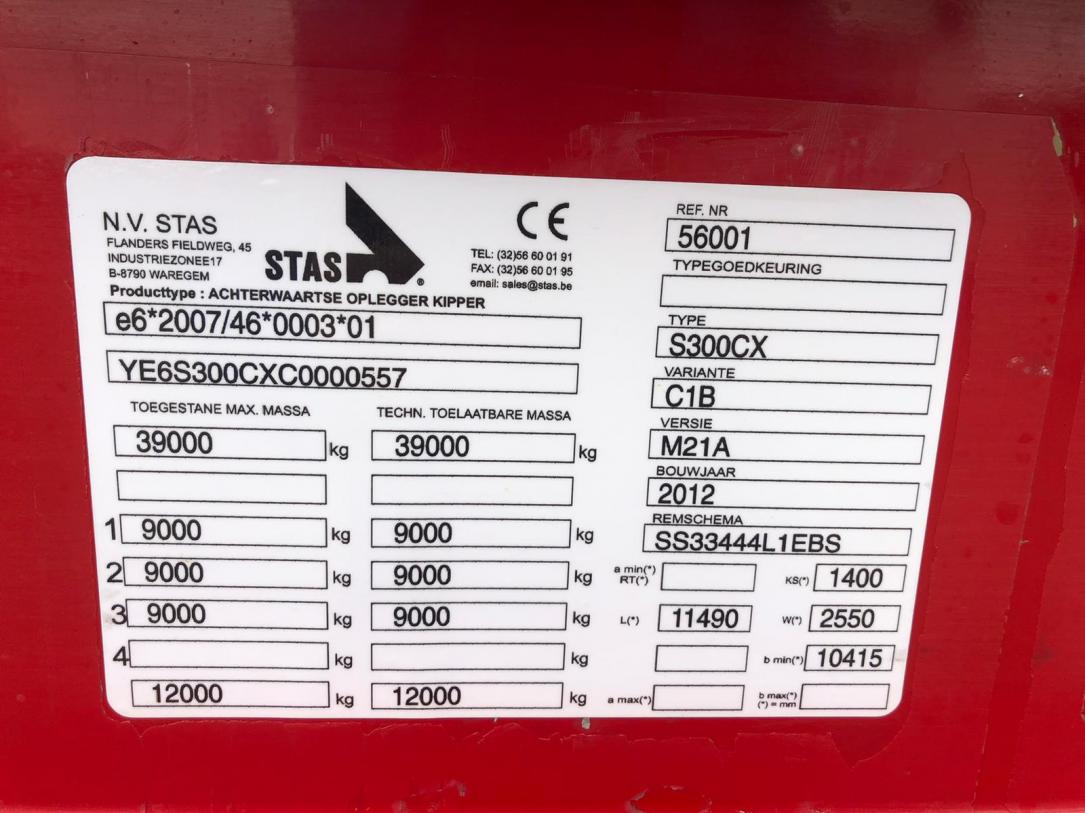 N.V. STAS
FLANDERS FIELDWEG, 45
INDUSTRIEZONEE17
B-8790 WAREGEM
STAS®
CE
TEL: (32)56 60 01 91
FAX: (32)56 60 01 95
email: sales@stas.be
Producttype : ACHTERWAARTSE OPLEGGER KIPPER
e6*2007/46*0003*01
YE6S300CXC0000557
TOEGESTANE MAX. MASSA TECHN. TOELAATBARE MASSA
39000 kg 39000 kg
1 9000 kg 9000 kg
2 9000 kg 9000 kg
3 9000 kg 9000 kg
4 kg kg
12000 kg 12000 kg
REF. NR
56001
TYPEGOEDKEURING
TYPE
S300CX
VARIANTE
C1B
VERSIE
M21A
BOUWJAAR
2012
REMSCHEMA
SS33444L1EBS
a min(*)
RT(*) KS(*) 1400
L(*) 11490 W(*) 2550
b min(*) 10415
a max(*) b max(*)
(*) = mm